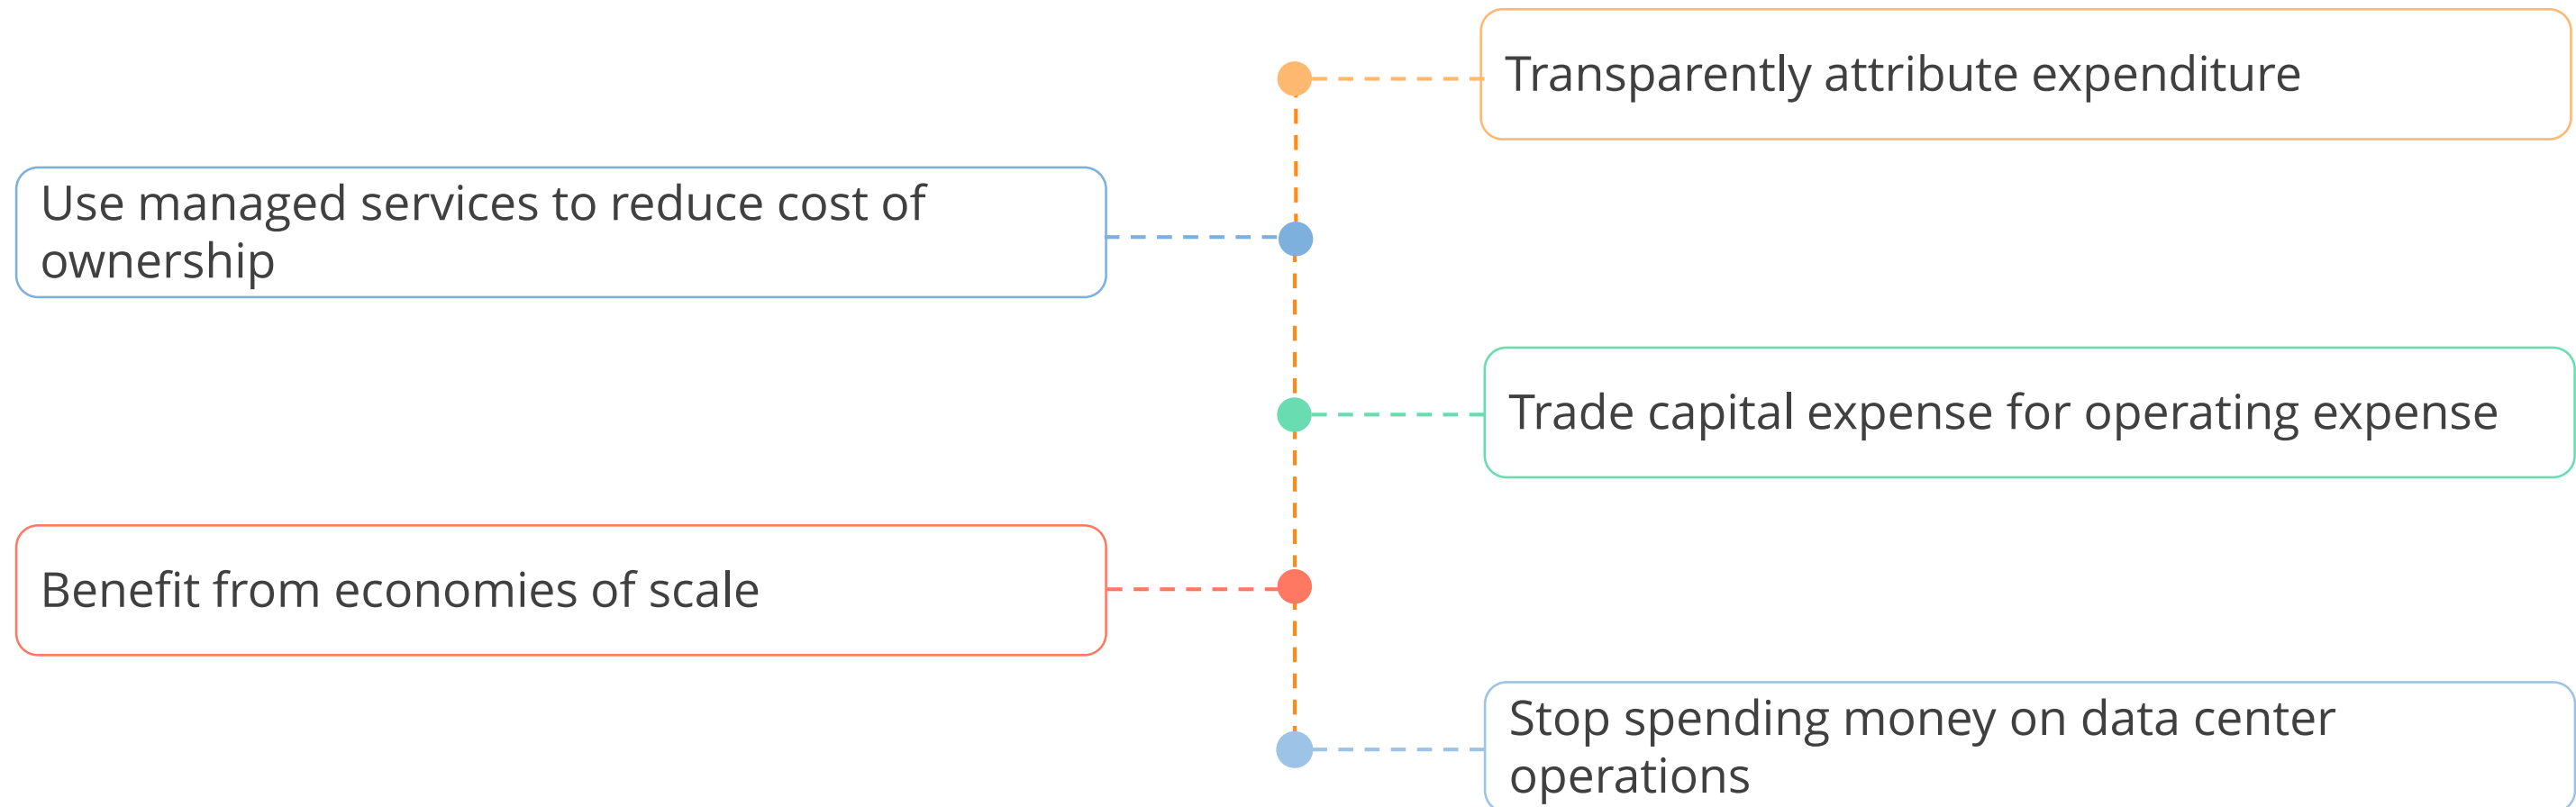 Transparently attribute expenditure
Use managed services to reduce cost of
ownership
Trade capital expense for operating expense
Benefit from economies of scale
Stop spending money on data center
operations